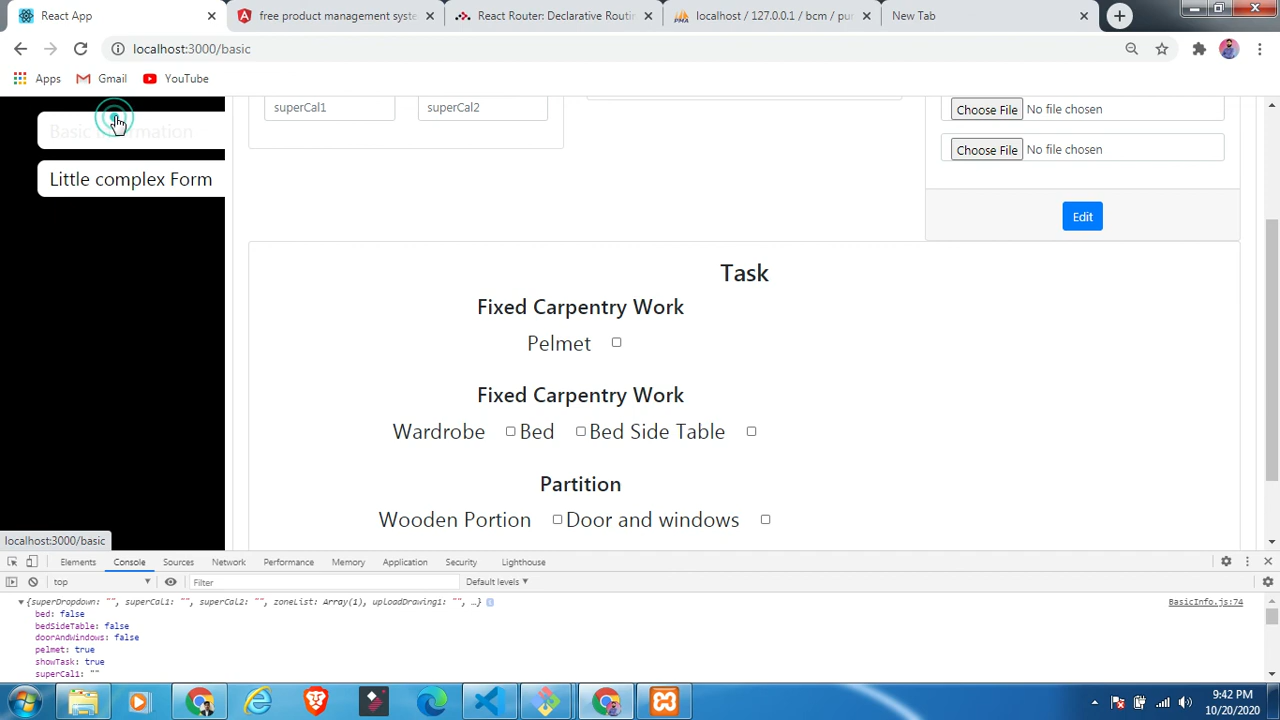 React App
free product management syste
React Router: Declarative Routin
localhost / 127.0.0.1 / bcm / pur
New Tab
localhost:3000/basic
Apps
Gmail
YouTube
Basic Information
Little complex Form
superCal1
superCal2
Choose File No file chosen
Choose File No file chosen
Edit
Task
Fixed Carpentry Work
Pelmet
Fixed Carpentry Work
Wardrobe Bed Bed Side Table
Partition
Wooden Portion Door and windows
localhost:3000/basic
Elements Console Sources Network Performance Memory Application Security Lighthouse
top Filter Default levels
{superDropdown: "", superCal1: "", superCal2: "", zoneList: Array(1), uploadDrawing1: "", …} BasicInfo.js:74
bed: false
bedSideTable: false
doorAndWindows: false
pelmet: true
showTask: true
superCal1: ""
9:42 PM
10/20/2020